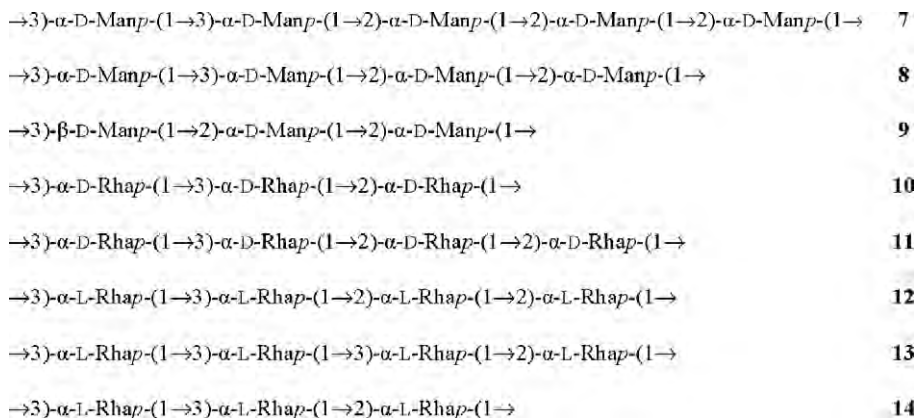 →3)-α-D-Manp-(1→3)-α-D-Manp-(1→2)-α-D-Manp-(1→2)-α-D-Manp-(1→2)-α-D-Manp-(1→ 7
→3)-α-D-Manp-(1→3)-α-D-Manp-(1→2)-α-D-Manp-(1→2)-α-D-Manp-(1→ 8
→3)-β-D-Manp-(1→2)-α-D-Manp-(1→2)-α-D-Manp-(1→ 9
→3)-α-D-Rhap-(1→3)-α-D-Rhap-(1→2)-α-D-Rhap-(1→ 10
→3)-α-D-Rhap-(1→3)-α-D-Rhap-(1→2)-α-D-Rhap-(1→2)-α-D-Rhap-(1→ 11
→3)-α-L-Rhap-(1→3)-α-L-Rhap-(1→2)-α-L-Rhap-(1→2)-α-L-Rhap-(1→ 12
→3)-α-L-Rhap-(1→3)-α-L-Rhap-(1→3)-α-L-Rhap-(1→2)-α-L-Rhap-(1→ 13
→3)-α-L-Rhap-(1→3)-α-L-Rhap-(1→2)-α-L-Rhap-(1→ 14